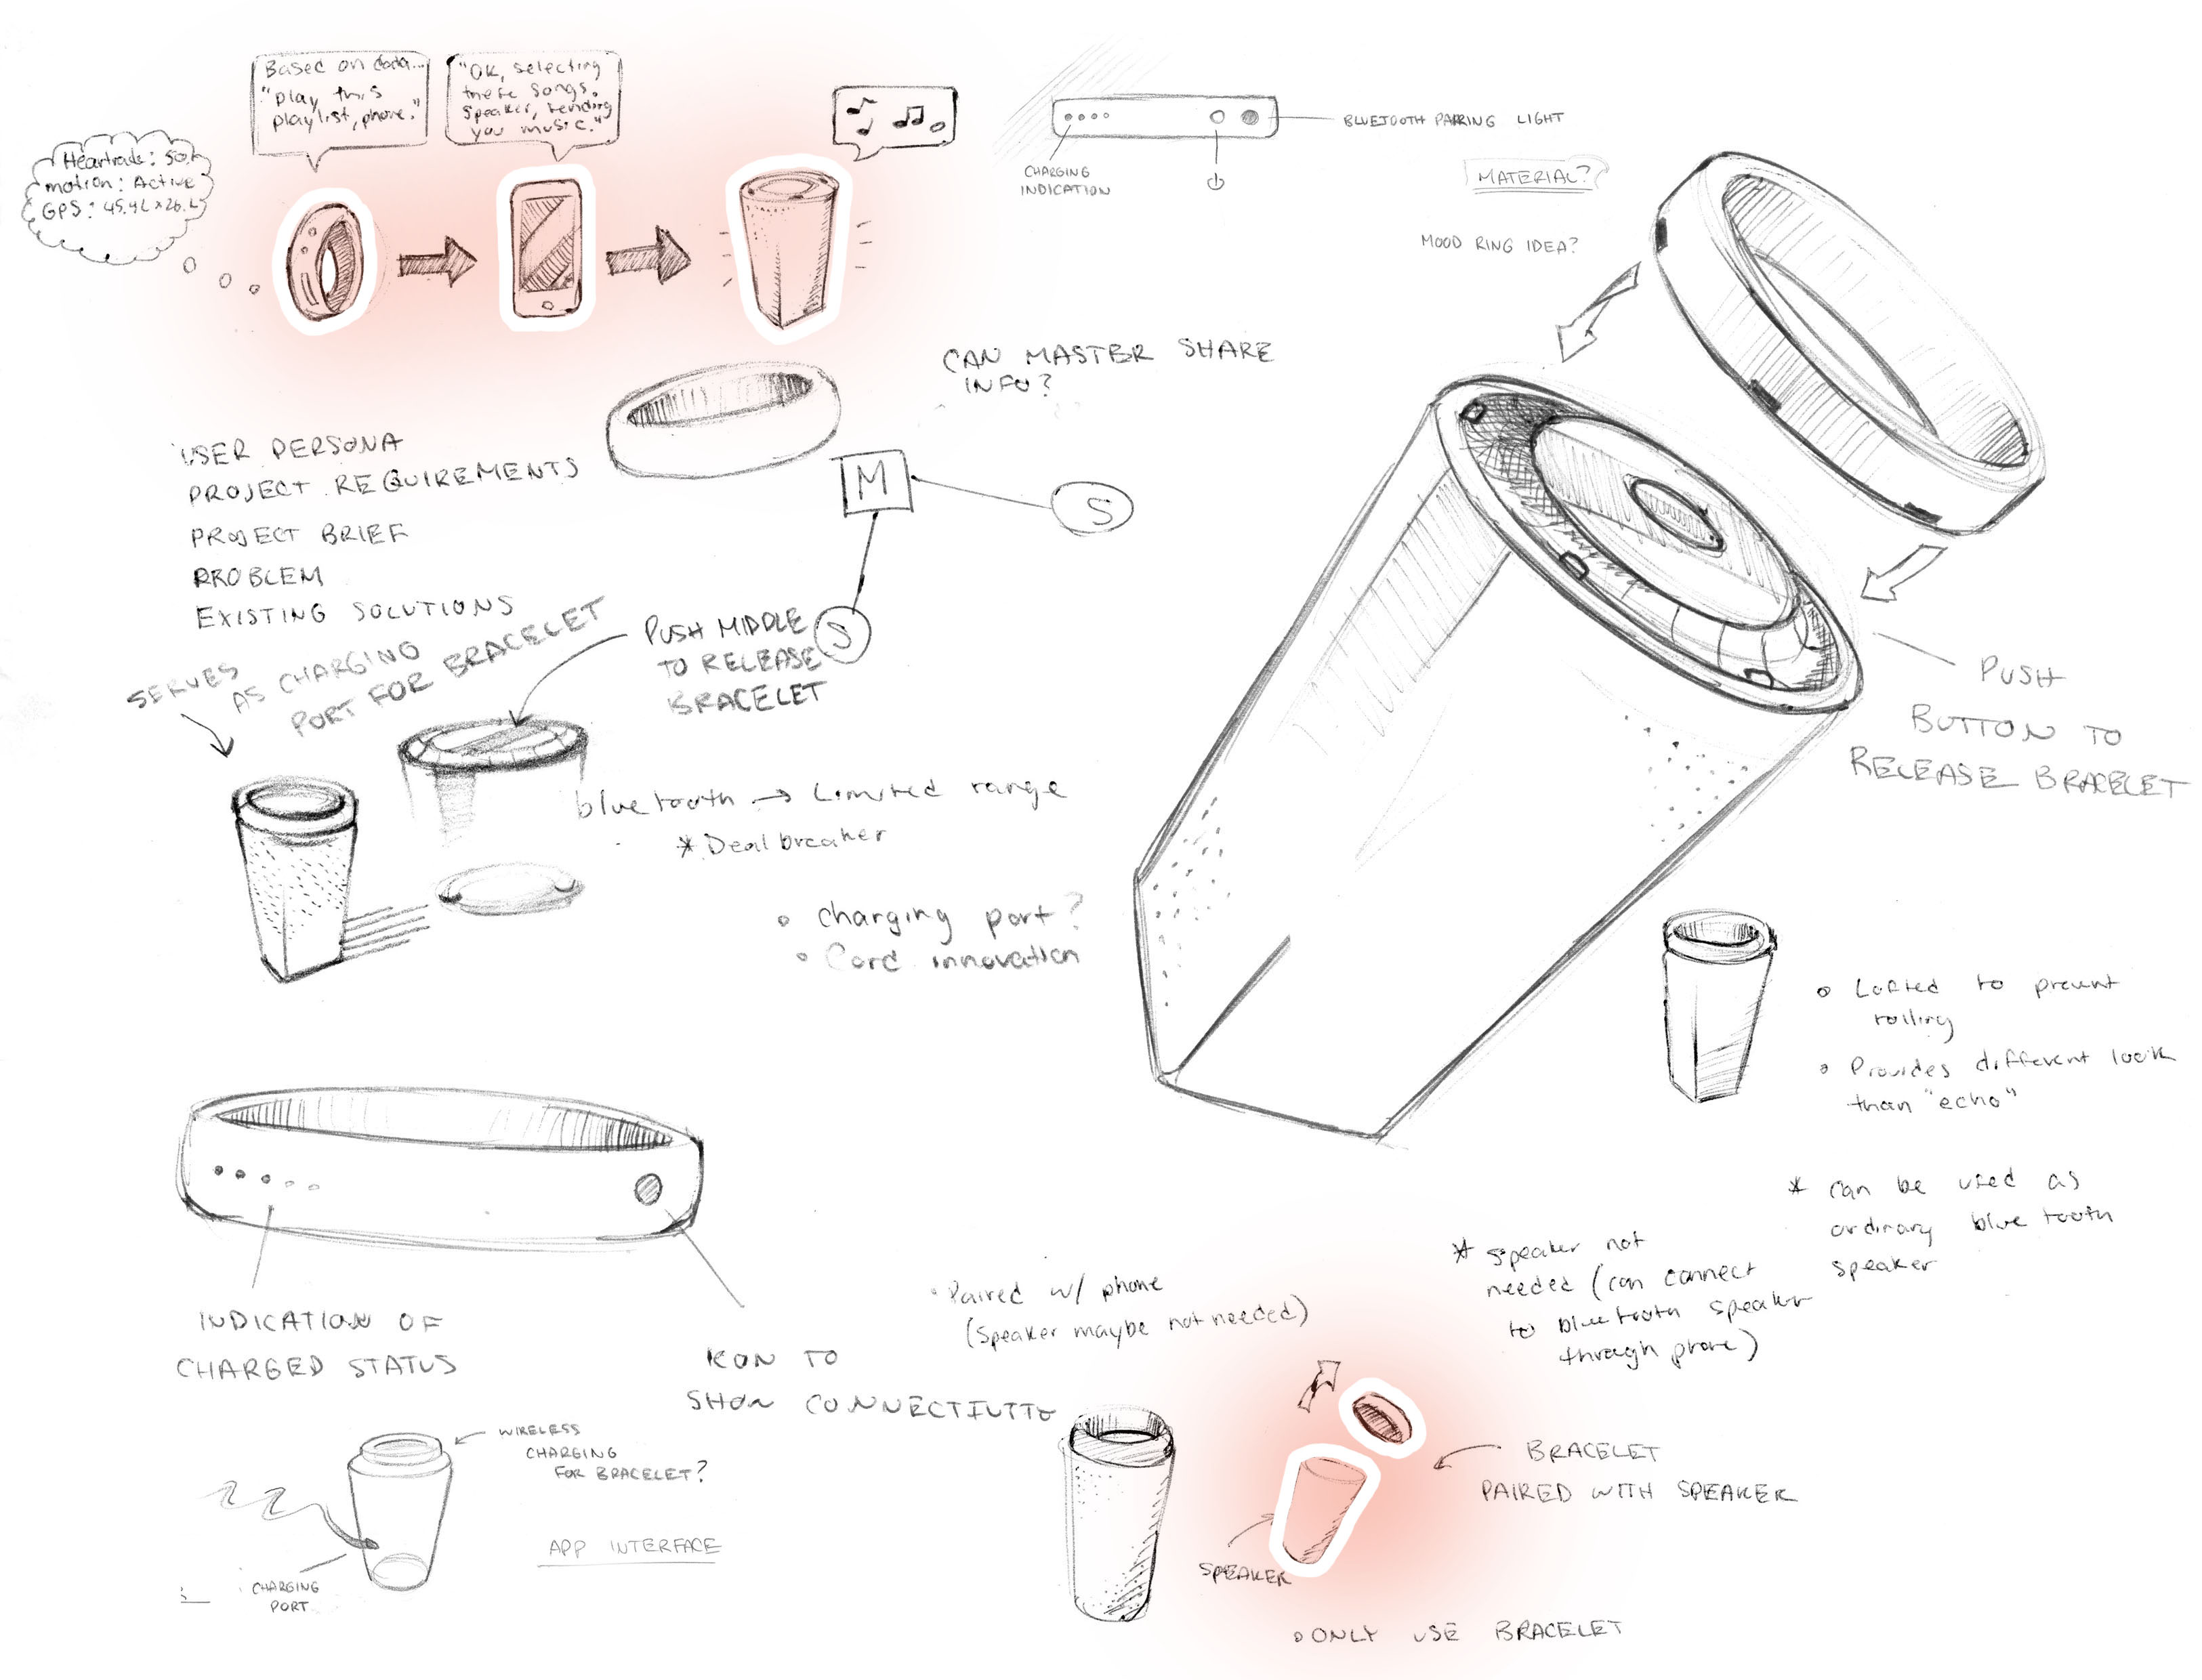 Based on data...
"play this
playlist, phone."
"OK, selecting
these songs.
Speaker, sending
you music."
Heartrate: 50.
motion: Active
GPS: 45.4L x 26.L
BLUETOOTH PAIRING LIGHT
CHARGING
INDICATION
MATERIAL?
MOOD RING IDEA?
CAN MASTER SHARE
INFO?
M
S
S
USER PERSONA
PROJECT REQUIREMENTS
PROJECT BRIEF
PROBLEM
EXISTING SOLUTIONS
SERVES
AS CHARGING
PORT FOR BRACELET
PUSH MIDDLE
TO RELEASE
BRACELET
PUSH
BUTTON TO
RELEASE BRACELET
bluetooth → Limited range
* Dealbreaker
• charging port?
• Cord innovation
• Lofted to prevent
rolling
• Provides different look
than "echo"
* can be used as
ordinary bluetooth
speaker
* speaker not
needed (can connect
to bluetooth speaker
through phone)
INDICATION OF
CHARGED STATUS
ICON TO
SHOW CONNECTIVITY
• Paired w/ phone
(speaker maybe not needed)
WIRELESS
CHARGING
FOR BRACELET?
APP INTERFACE
CHARGING
PORT
BRACELET
PAIRED WITH SPEAKER
SPEAKER
• ONLY USE BRACELET